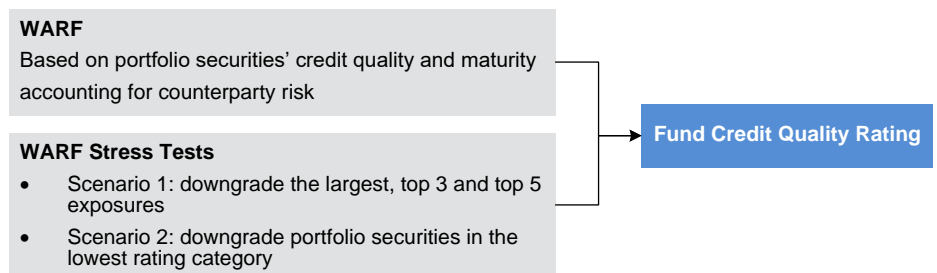 WARF
Based on portfolio securities’ credit quality and maturity
accounting for counterparty risk
Fund Credit Quality Rating
WARF Stress Tests
• Scenario 1: downgrade the largest, top 3 and top 5
exposures
• Scenario 2: downgrade portfolio securities in the
lowest rating category